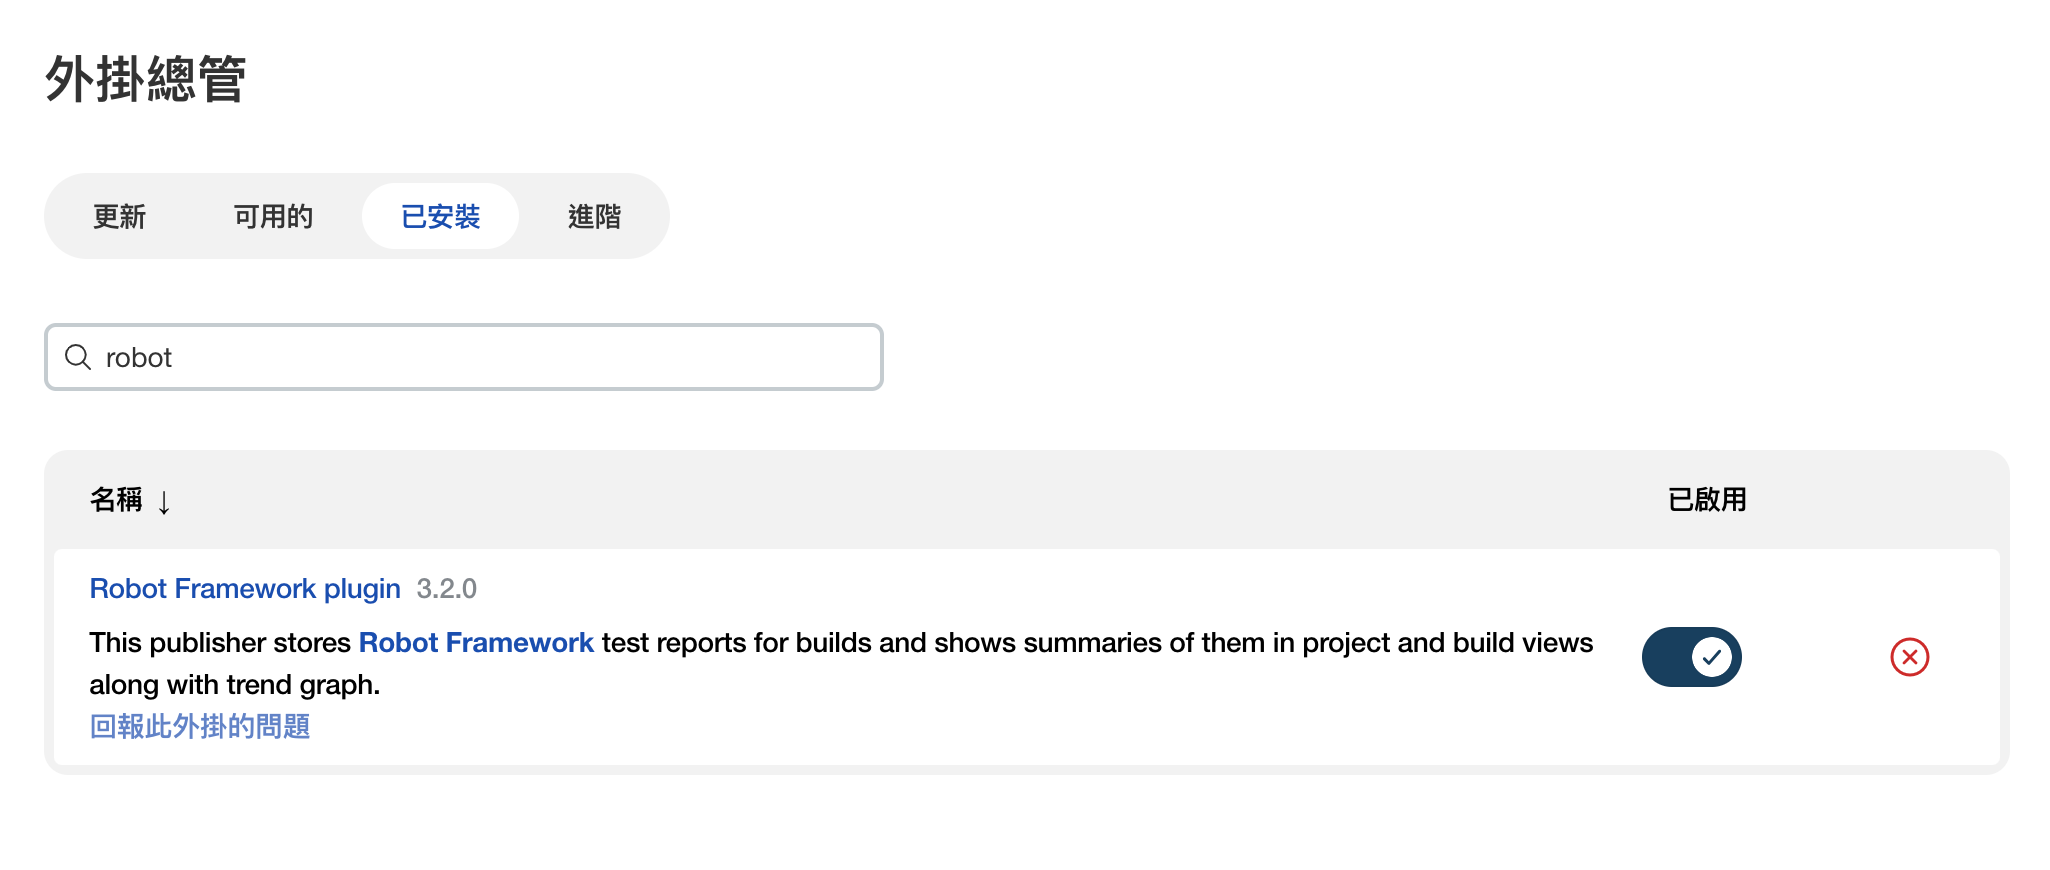 外掛總管
更新 可用的 已安裝 進階
robot
名稱 ↓ 已啟用
Robot Framework plugin 3.2.0
This publisher stores Robot Framework test reports for builds and shows summaries of them in project and build views
along with trend graph.
回報此外掛的問題